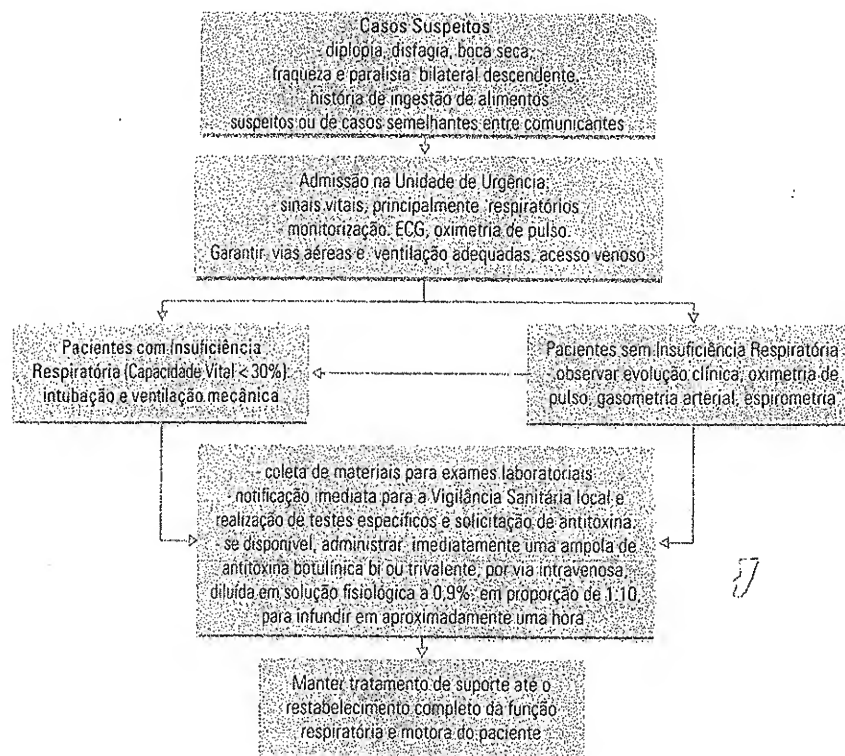 Casos Suspeitos
- diplopia, disfagia, boca seca,
fraqueza e paralisia bilateral descendente.
- história de ingestão de alimentos
suspeitos ou de casos semelhantes entre comunicantes
Admissão na Unidade de Urgência;
- sinais vitais, principalmente respiratórios
- monitorização: ECG, oximetria de pulso.
Garantir vias aéreas e ventilação adequadas, acesso venoso
Pacientes com Insuficiência
Respiratória (Capacidade Vital < 30%)
intubação e ventilação mecânica
Pacientes sem Insuficiência Respiratória
- observar evolução clínica, oximetria de
pulso, gasometria arterial, espirometria
- coleta de materiais para exames laboratoriais
- notificação imediata para a Vigilância Sanitária local e
realização de testes específicos e solicitação de antitoxina.
- se disponível, administrar imediatamente uma ampola de
antitoxina botulínica bi ou trivalente, por via intravenosa,
diluída em solução fisiológica a 0,9%, em proporção de 1:10,
para infundir em aproximadamente uma hora
Manter tratamento de suporte até o
restabelecimento completo da função
respiratória e motora do paciente